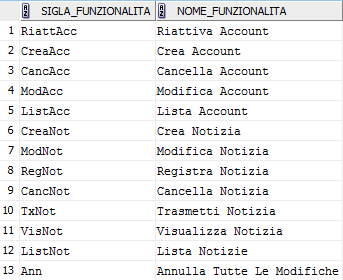 SIGLA_FUNZIONALITA NOME_FUNZIONALITA
1 RiattAcc Riattiva Account
2 CreaAcc Crea Account
3 CancAcc Cancella Account
4 ModAcc Modifica Account
5 ListAcc Lista Account
6 CreaNot Crea Notizia
7 ModNot Modifica Notizia
8 RegNot Registra Notizia
9 CancNot Cancella Notizia
10 TxNot Trasmetti Notizia
11 VisNot Visualizza Notizia
12 ListNot Lista Notizie
13 Ann Annulla Tutte Le Modifiche